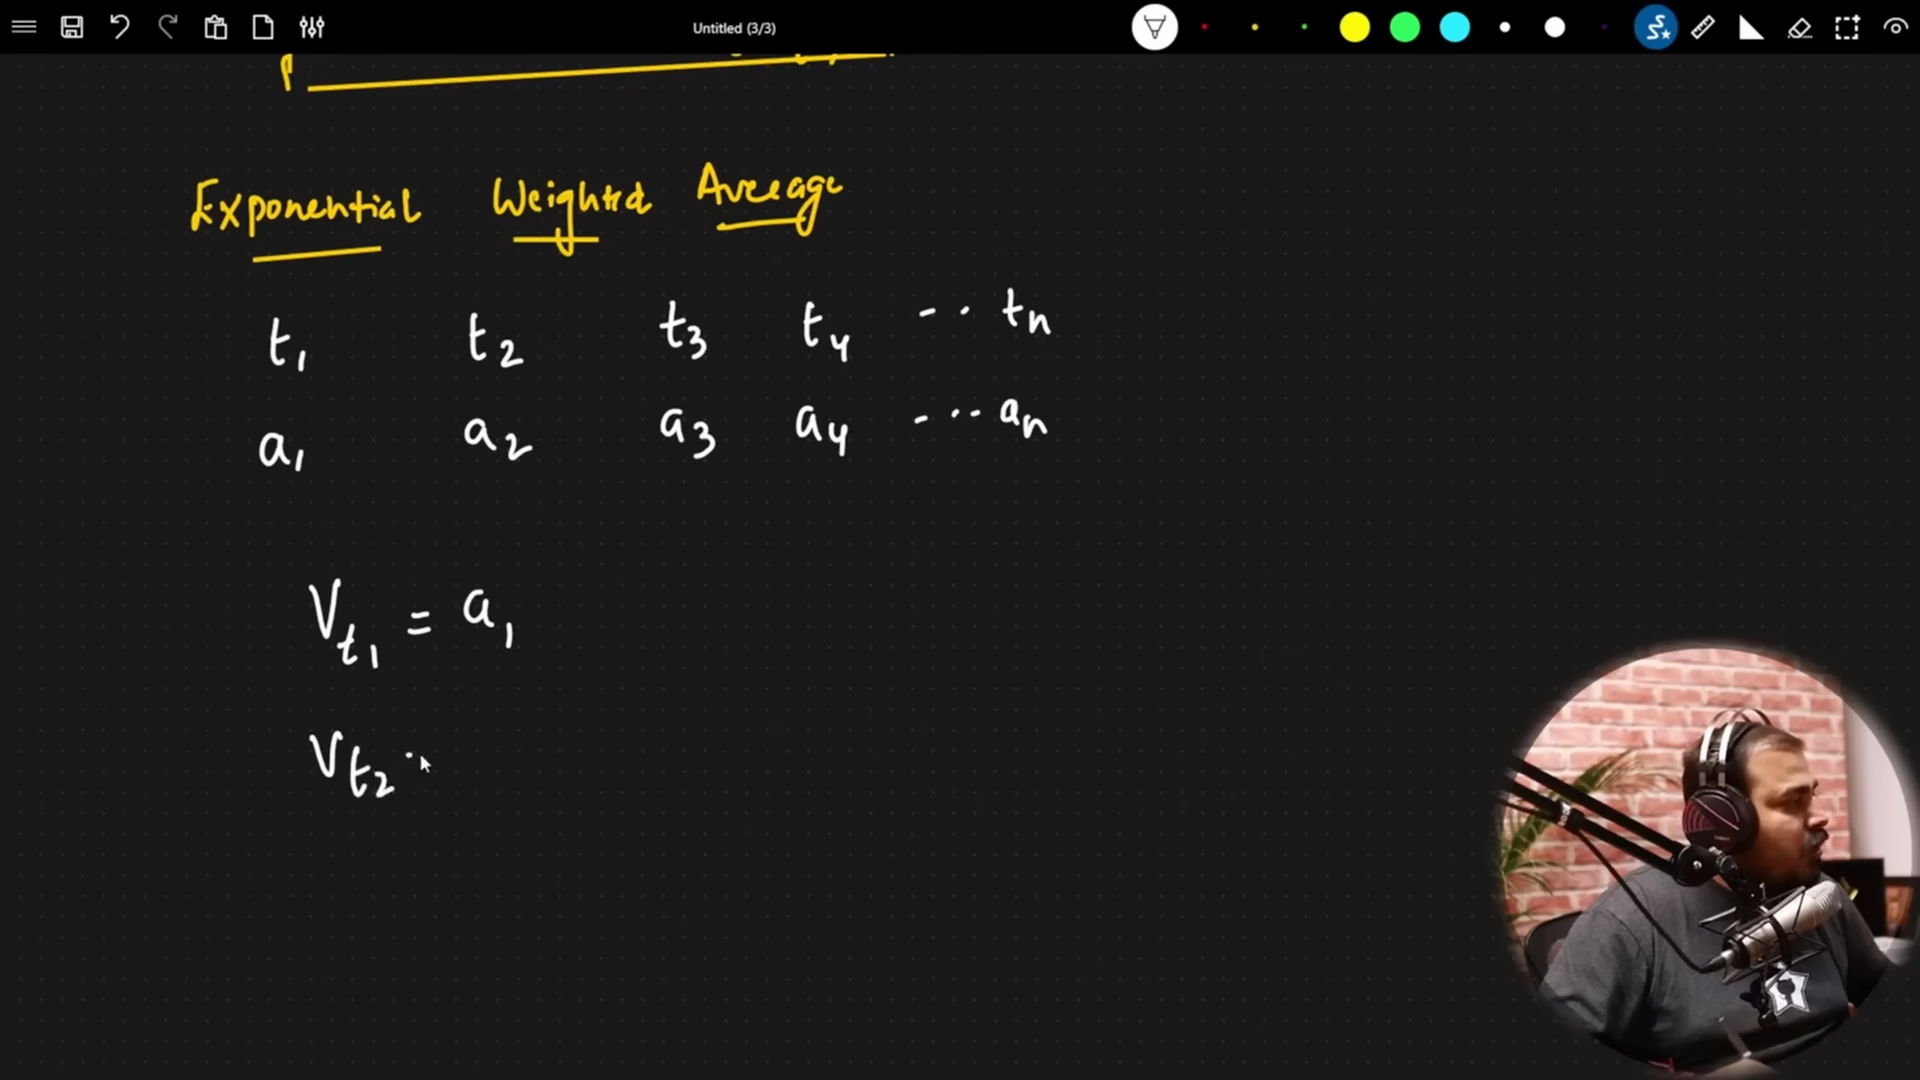 Untitled (3/3)
Exponential Weighted Average
t1 t2 t3 t4 -- tn
a1 a2 a3 a4 --- an
Vt1 = a1
Vt2